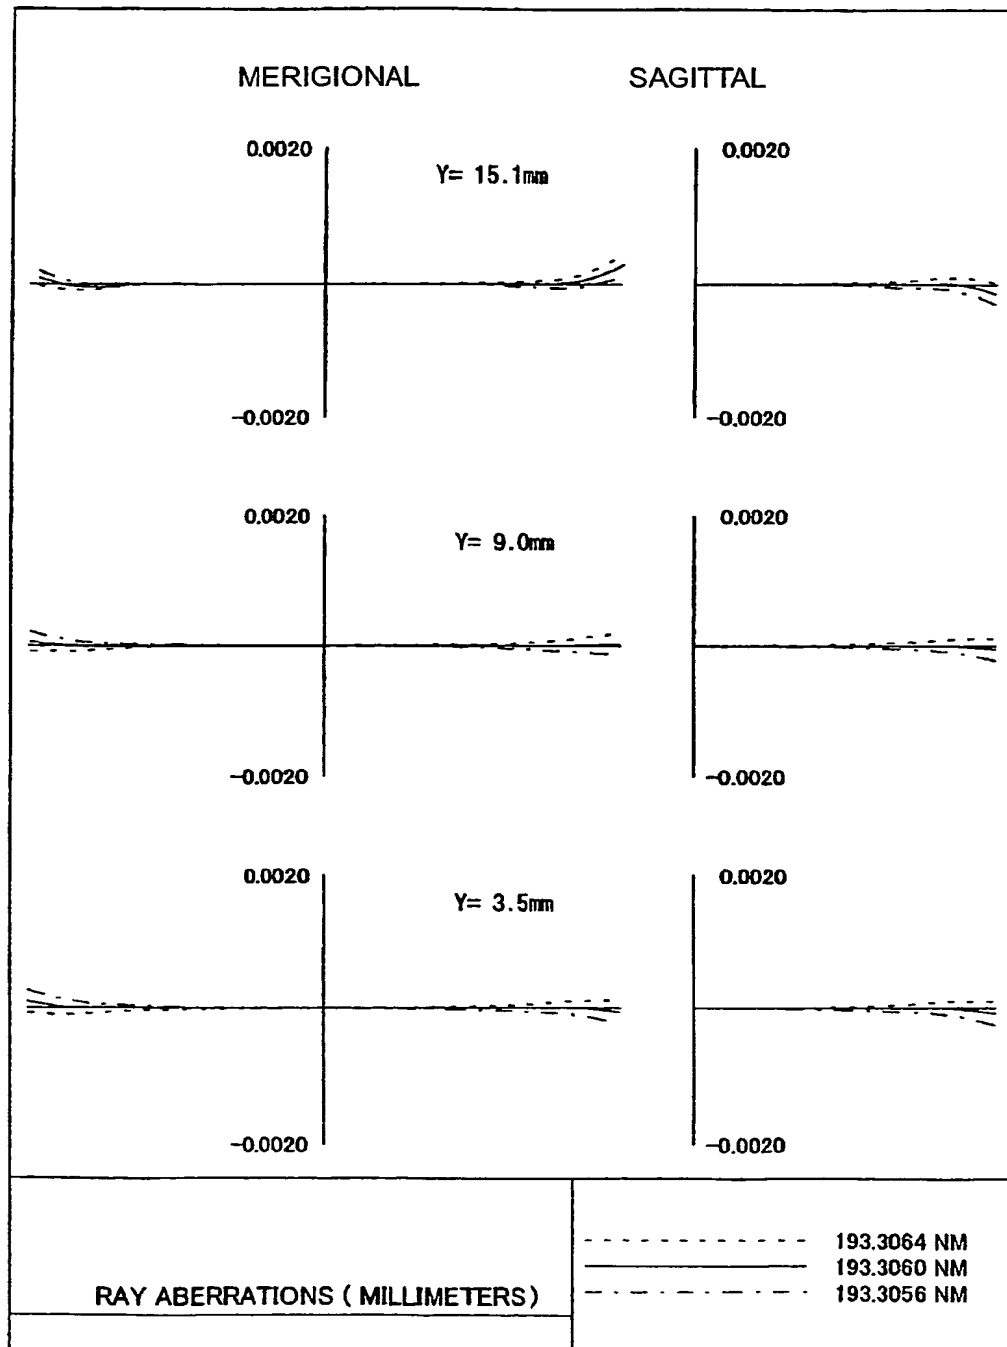 MERIGIONAL SAGITTAL
0.0020 0.0020
Y= 15.1mm
-0.0020 -0.0020
0.0020 0.0020
Y= 9.0mm
-0.0020 -0.0020
0.0020 0.0020
Y= 3.5mm
-0.0020 -0.0020
193.3064 NM
193.3060 NM
193.3056 NM
RAY ABERRATIONS ( MILLIMETERS )